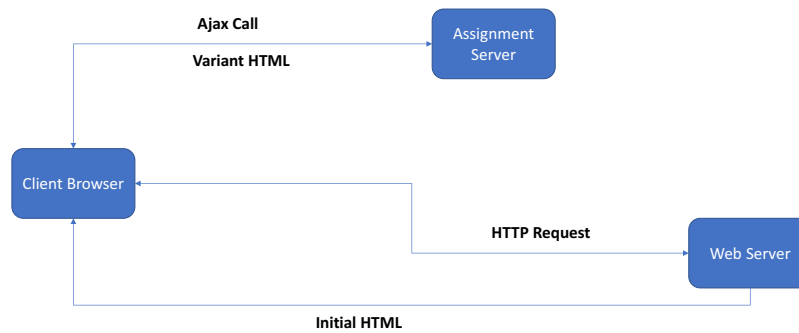 Ajax Call
Assignment
Server
Variant HTML
Client Browser
HTTP Request
Web Server
Initial HTML